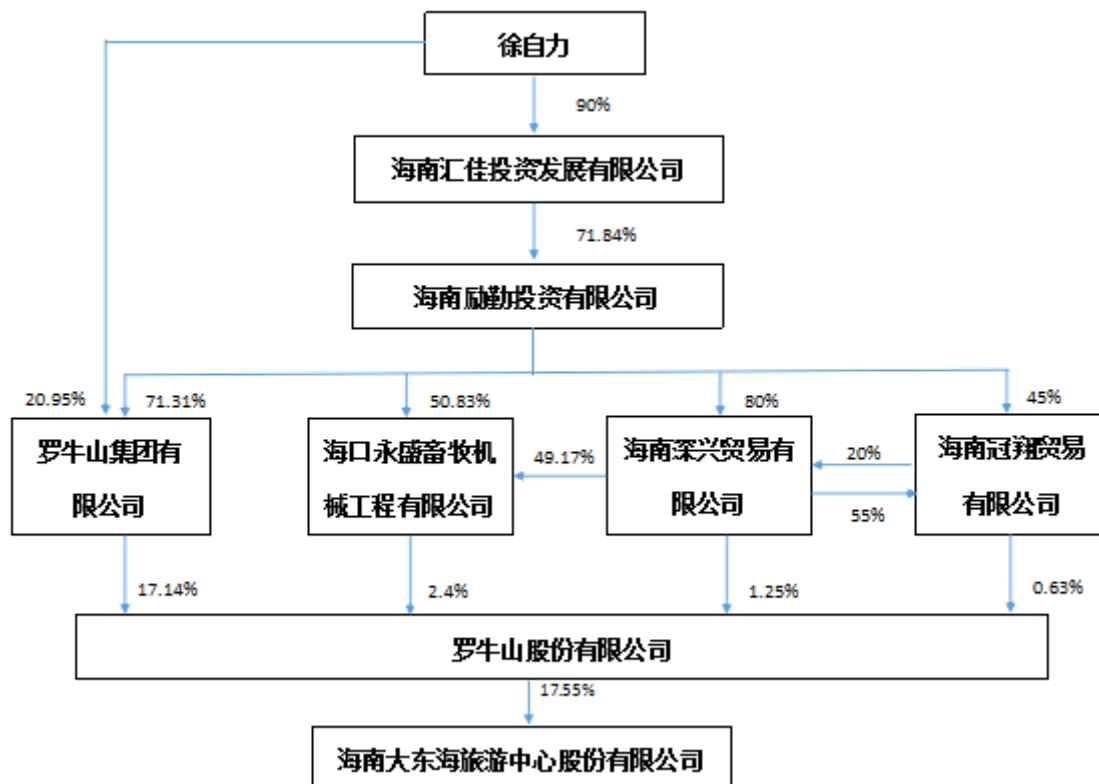 徐自力
90%
海南汇佳投资发展有限公司
71.84%
海南励勤投资有限公司
20.95%
71.31%
50.83%
80%
45%
罗牛山集团有
限公司
海口永盛畜牧机
械工程有限公司
49.17%
海南深兴贸易有
限公司
20%
55%
海南冠翔贸易
有限公司
17.14%
2.4%
1.25%
0.63%
罗牛山股份有限公司
17.55%
海南大东海旅游中心股份有限公司